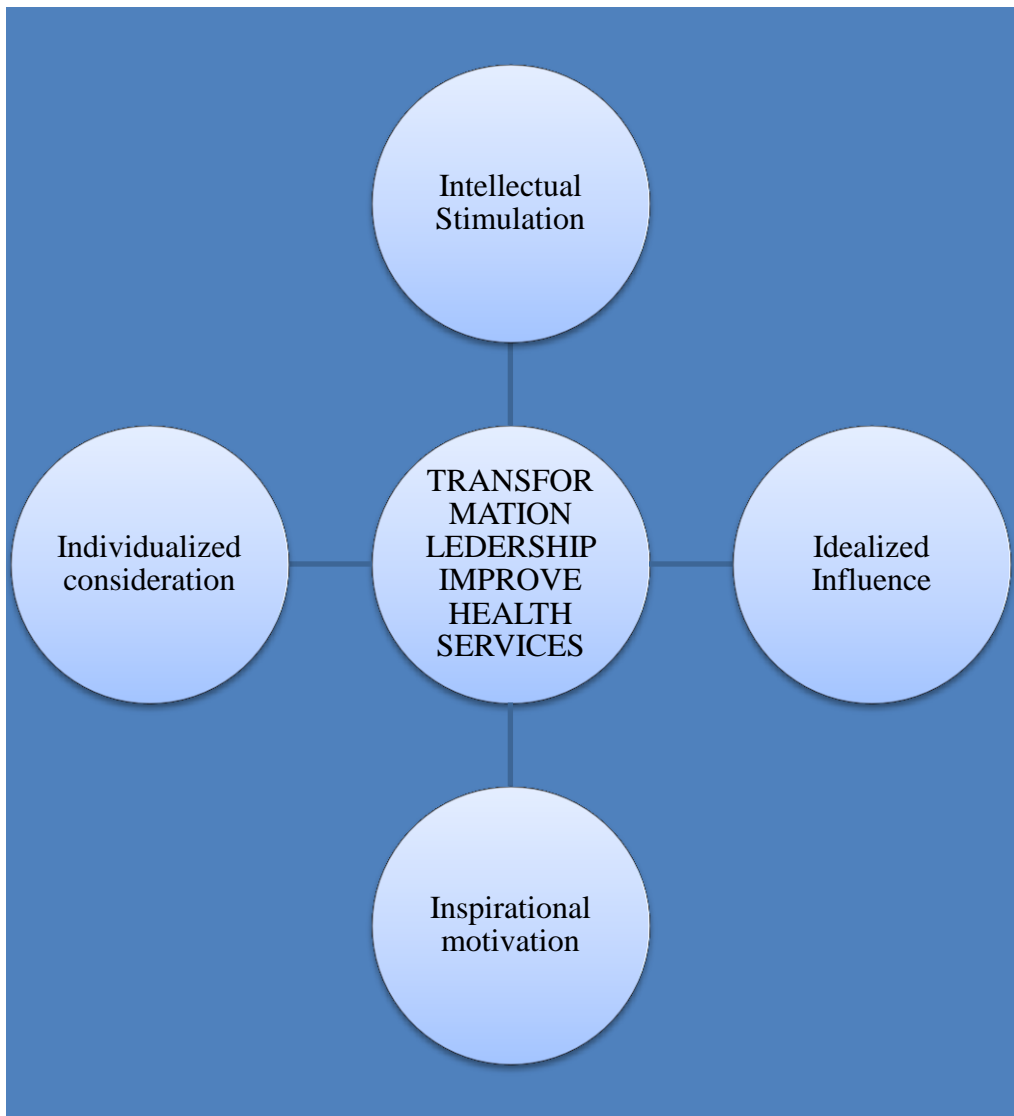 Intellectual
Stimulation
Individualized
consideration
TRANSFOR
MATION
LEDERSHIP
IMPROVE
HEALTH
SERVICES
Idealized
Influence
Inspirational
motivation